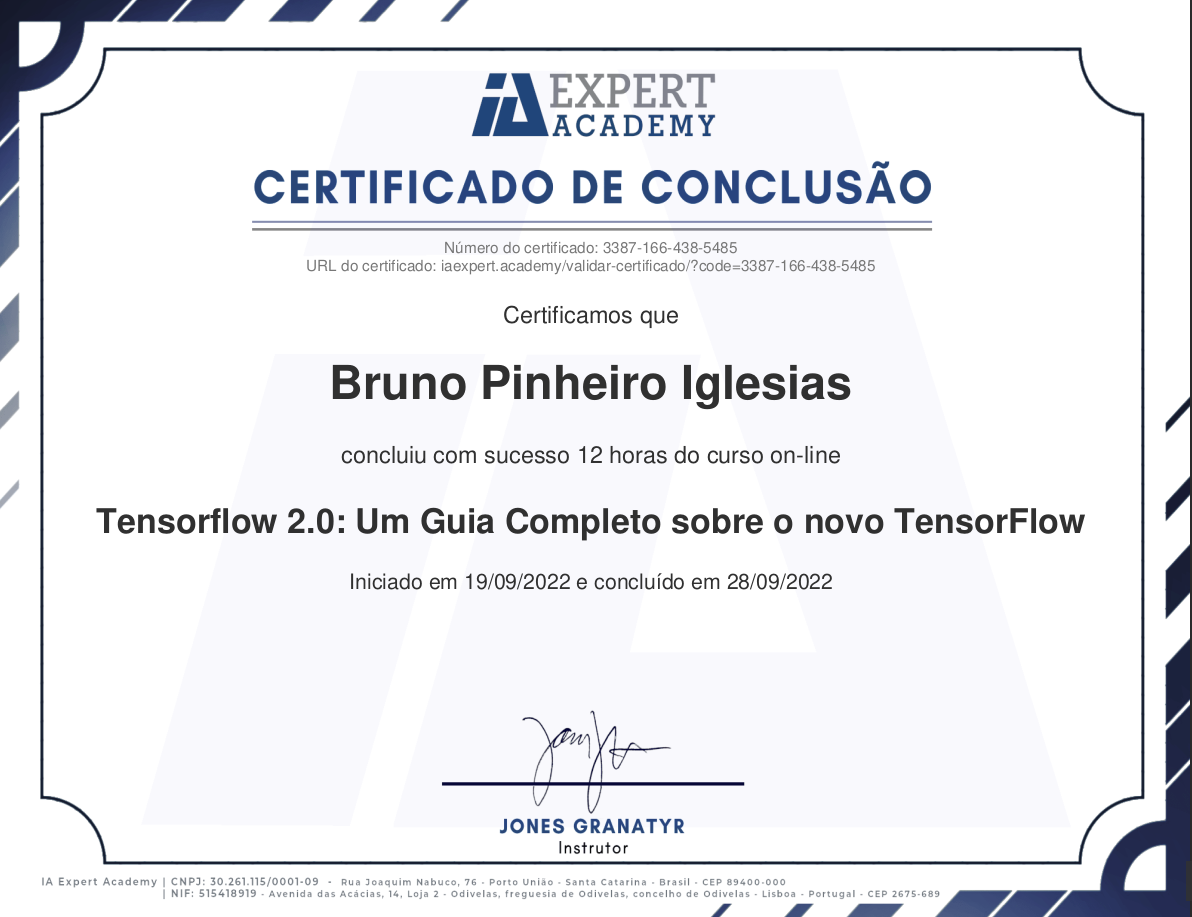 IA EXPERT
ACADEMY
CERTIFICADO DE CONCLUSÃO
Número do certificado: 3387-166-438-5485
URL do certificado: iaexpert.academy/validar-certificado/?code=3387-166-438-5485
Certificamos que
Bruno Pinheiro Iglesias
concluiu com sucesso 12 horas do curso on-line
Tensorflow 2.0: Um Guia Completo sobre o novo TensorFlow
Iniciado em 19/09/2022 e concluído em 28/09/2022
JONES GRANATYR
Instrutor
IA Expert Academy | CNPJ: 30.261.115/0001-09 - Rua Joaquim Nabuco, 76 - Porto União - Santa Catarina - Brasil - CEP 89400-000
| NIF: 515418919 - Avenida das Acácias, 14, Loja 2 - Odivelas, freguesia de Odivelas, concelho de Odivelas - Lisboa - Portugal - CEP 2675-689